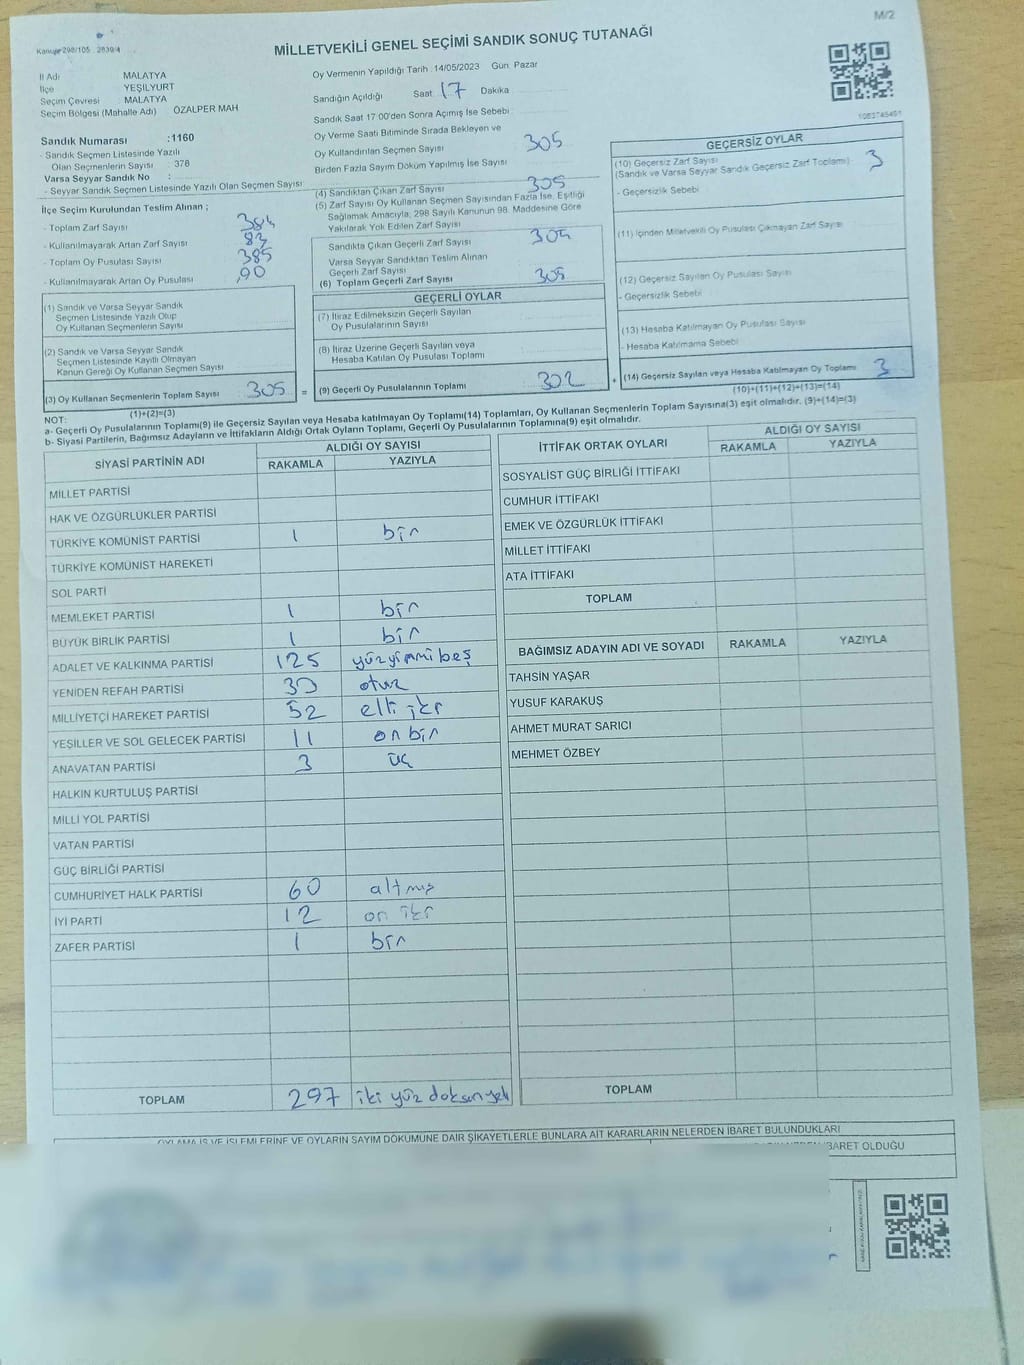 M/2
Kanun 298/105 2839/4
MİLLETVEKİLİ GENEL SEÇİMİ SANDIK SONUÇ TUTANAĞI
İl Adı MALATYA
İlçe YEŞİLYURT
Seçim Çevresi MALATYA
Seçim Bölgesi (Mahalle Adı) ÖZALPER MAH
Sandık Numarası :1160
- Sandık Seçmen Listesinde Yazılı
Olan Seçmenlerin Sayısı : 378
Varsa Seyyar Sandık No :
- Seyyar Sandık Seçmen Listesinde Yazılı Olan Seçmen Sayısı
İlçe Seçim Kurulundan Teslim Alınan ;
- Toplam Zarf Sayısı 384
- Kullanılmayarak Artan Zarf Sayısı 83
- Toplam Oy Pusulası Sayısı 385
- Kullanılmayarak Artan Oy Pusulası 90
(1) Sandık ve Varsa Seyyar Sandık
Seçmen Listesinde Yazılı Olup
Oy Kullanan Seçmenlerin Sayısı
(2) Sandık ve Varsa Seyyar Sandık
Seçmen Listesinde Kayıtlı Olmayan
Kanun Gereği Oy Kullanan Seçmen Sayısı
(3) Oy Kullanan Seçmenlerin Toplam Sayısı 305 =
(1)+(2)=(3)
Oy Vermenin Yapıldığı Tarih : 14/05/2023 Gün: Pazar
Sandığın Açıldığı Saat 17 Dakika
Sandık Saat 17:00'den Sonra Açılmış İse Sebebi
Oy Verme Saati Bitiminde Sırada Bekleyen ve
Oy Kullandırılan Seçmen Sayısı 305
Birden Fazla Sayım Döküm Yapılmış İse Sayısı
(4) Sandıktan Çıkan Zarf Sayısı 305
(5) Zarf Sayısı Oy Kullanan Seçmen Sayısından Fazla İse, Eşitliği
Sağlamak Amacıyla, 298 Sayılı Kanunun 98. Maddesine Göre
Yakılarak Yok Edilen Zarf Sayısı
Sandıkta Çıkan Geçerli Zarf Sayısı 305
Varsa Seyyar Sandıktan Teslim Alınan
Geçerli Zarf Sayısı
(6) Toplam Geçerli Zarf Sayısı 305
GEÇERLİ OYLAR
(7) İtiraz Edilmeksizin Geçerli Sayılan
Oy Pusulalarının Sayısı
(8) İtiraz Üzerine Geçerli Sayılan veya
Hesaba Katılan Oy Pusulası Toplamı
(9) Geçerli Oy Pusulalarının Toplamı 302 +
1083745401
GEÇERSİZ OYLAR
(10) Geçersiz Zarf Sayısı
(Sandık ve Varsa Seyyar Sandık Geçersiz Zarf Toplamı) 3
- Geçersizlik Sebebi
(11) İçinden Milletvekili Oy Pusulası Çıkmayan Zarf Sayısı
(12) Geçersiz Sayılan Oy Pusulası Sayısı
- Geçersizlik Sebebi
(13) Hesaba Katılmayan Oy Pusulası Sayısı
- Hesaba Katılmama Sebebi
(14) Geçersiz Sayılan veya Hesaba Katılmayan Oy Toplamı 3
(10)+(11)+(12)+(13)=(14)
NOT:
a- Geçerli Oy Pusulalarının Toplamı(9) ile Geçersiz Sayılan veya Hesaba katılmayan Oy Toplamı(14) Toplamları, Oy Kullanan Seçmenlerin Toplam Sayısına(3) eşit olmalıdır. (9)+(14)=(3)
b- Siyasi Partilerin, Bağımsız Adayların ve İttifakların Aldığı Ortak Oyların Toplamı, Geçerli Oy Pusulalarının Toplamına(9) eşit olmalıdır.
SİYASİ PARTİNİN ADI ALDIĞI OY SAYISI
RAKAMLA YAZIYLA
MİLLET PARTİSİ
HAK VE ÖZGÜRLÜKLER PARTİSİ
TÜRKİYE KOMÜNİST PARTİSİ 1 bir
TÜRKİYE KOMÜNİST HAREKETİ
SOL PARTİ
MEMLEKET PARTİSİ 1 bir
BÜYÜK BİRLİK PARTİSİ 1 bir
ADALET VE KALKINMA PARTİSİ 125 yüzyirmibeş
YENİDEN REFAH PARTİSİ 30 otuz
MİLLİYETÇİ HAREKET PARTİSİ 52 elli iki
YEŞİLLER VE SOL GELECEK PARTİSİ 11 onbir
ANAVATAN PARTİSİ 3 üç
HALKIN KURTULUŞ PARTİSİ
MİLLİ YOL PARTİSİ
VATAN PARTİSİ
GÜÇ BİRLİĞİ PARTİSİ
CUMHURİYET HALK PARTİSİ 60 altmış
İYİ PARTİ 12 on iki
ZAFER PARTİSİ 1 bir
TOPLAM 297 iki yüz doksan yedi
İTTİFAK ORTAK OYLARI ALDIĞI OY SAYISI
RAKAMLA YAZIYLA
SOSYALİST GÜÇ BİRLİĞİ İTTİFAKI
CUMHUR İTTİFAKI
EMEK VE ÖZGÜRLÜK İTTİFAKI
MİLLET İTTİFAKI
ATA İTTİFAKI
TOPLAM
BAĞIMSIZ ADAYIN ADI VE SOYADI RAKAMLA YAZIYLA
TAHSİN YAŞAR
YUSUF KARAKUŞ
AHMET MURAT SARICI
MEHMET ÖZBEY
TOPLAM
OYLAMA İŞ VE İŞLEMLERİNE VE OYLARIN SAYIM DÖKÜMÜNE DAİR ŞİKAYETLERLE BUNLARA AİT KARARLARIN NELERDEN İBARET BULUNDUKLARI
İBARET OLDUĞU